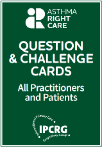 ASTHMA
RIGHT
CARE
QUESTION
& CHALLENGE
CARDS
All Practitioners
and Patients
IPCRG